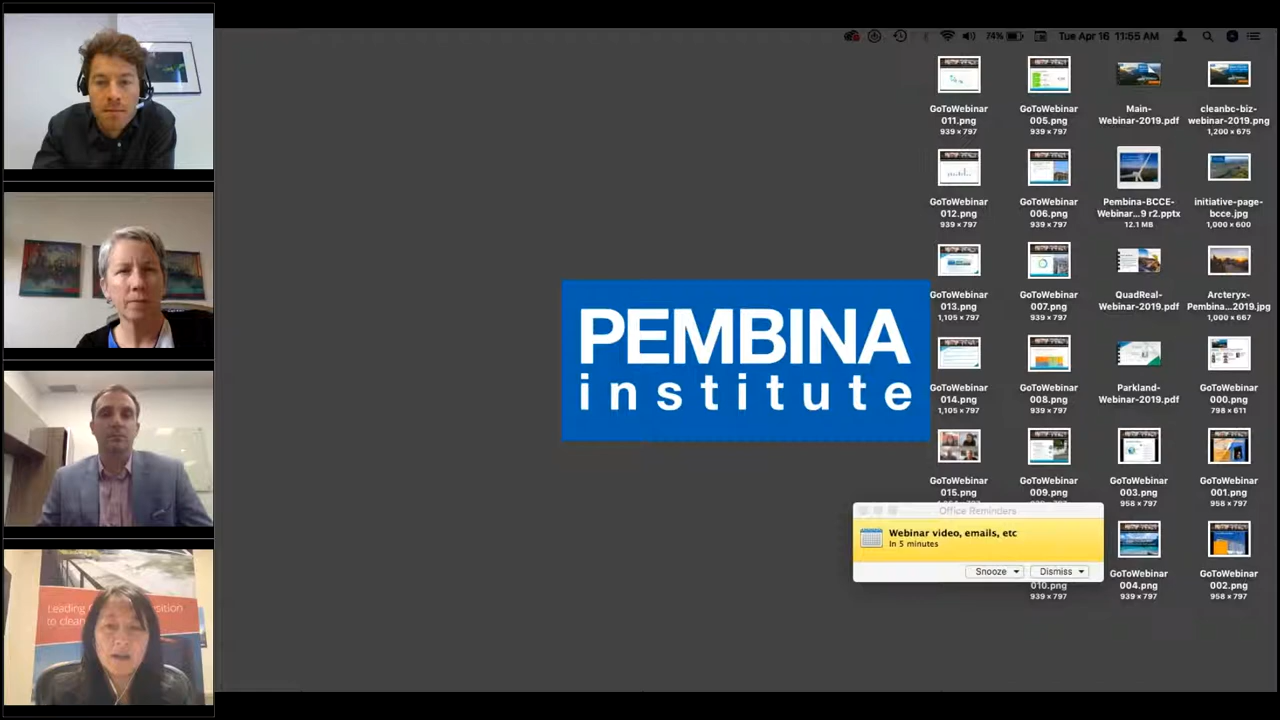 74%
Tue Apr 16 11:55 AM
GoToWebinar
011.png
939 × 797
GoToWebinar
005.png
939 × 797
Main-
Webinar-2019.pdf
cleanbc-biz-
webinar-2019.png
1,200 × 675
GoToWebinar
012.png
939 × 797
GoToWebinar
006.png
939 × 797
Pembina-BCCE-
Webinar...9 r2.pptx
12.1 MB
initiative-page-
bcce.jpg
1,000 × 600
GoToWebinar
013.png
1,105 × 797
GoToWebinar
007.png
939 × 797
QuadReal-
Webinar-2019.pdf
Arcteryx-
Pembina...2019.jpg
1,000 × 667
PEMBINA
institute
GoToWebinar
014.png
1,105 × 797
GoToWebinar
008.png
939 × 797
Parkland-
Webinar-2019.pdf
GoToWebinar
000.png
798 × 611
GoToWebinar
015.png
GoToWebinar
009.png
939 × 797
GoToWebinar
003.png
958 × 797
GoToWebinar
001.png
958 × 797
Office Reminders
Webinar video, emails, etc
In 5 minutes
Snooze
Dismiss
010.png
939 × 797
GoToWebinar
004.png
939 × 797
GoToWebinar
002.png
958 × 797
Leading
to clean